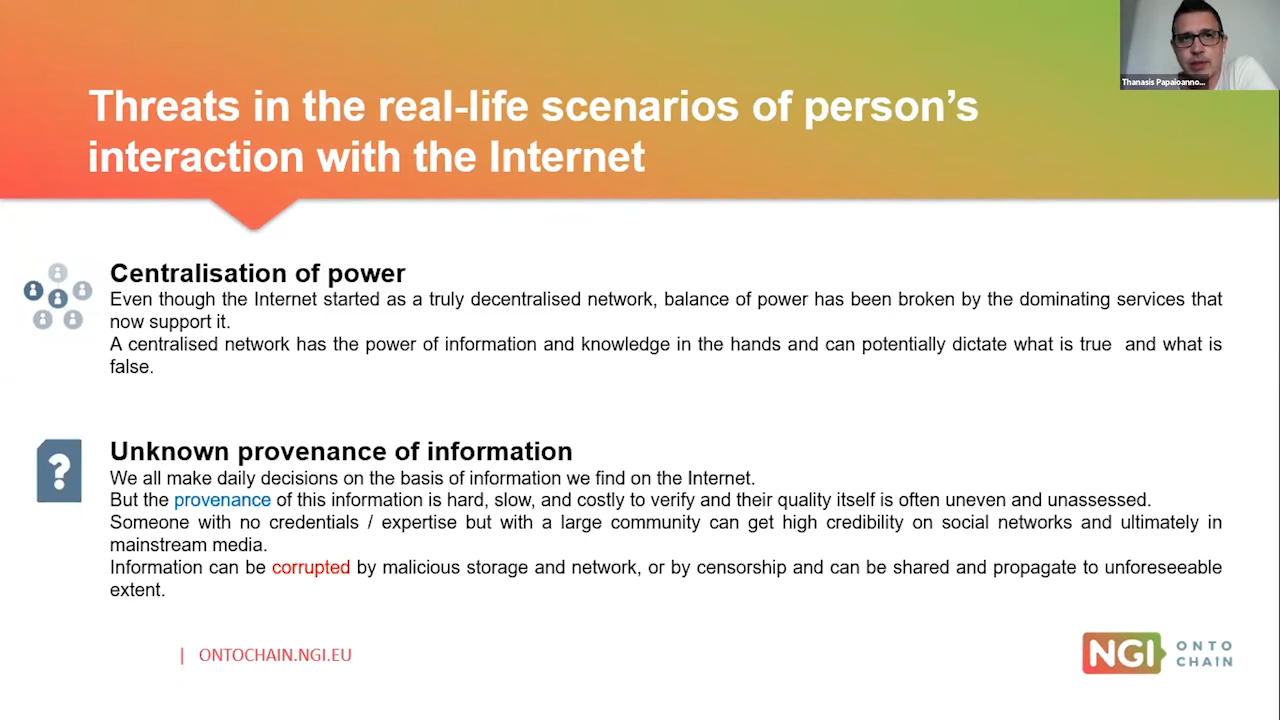 Thanasis Papaioanno...
Threats in the real-life scenarios of person’s
interaction with the Internet
Centralisation of power
Even though the Internet started as a truly decentralised network, balance of power has been broken by the dominating services that
now support it.
A centralised network has the power of information and knowledge in the hands and can potentially dictate what is true and what is
false.
?
Unknown provenance of information
We all make daily decisions on the basis of information we find on the Internet.
But the provenance of this information is hard, slow, and costly to verify and their quality itself is often uneven and unassessed.
Someone with no credentials / expertise but with a large community can get high credibility on social networks and ultimately in
mainstream media.
Information can be corrupted by malicious storage and network, or by censorship and can be shared and propagate to unforeseeable
extent.
| ONTOCHAIN.NGI.EU
NGI
ONTO
CHAIN